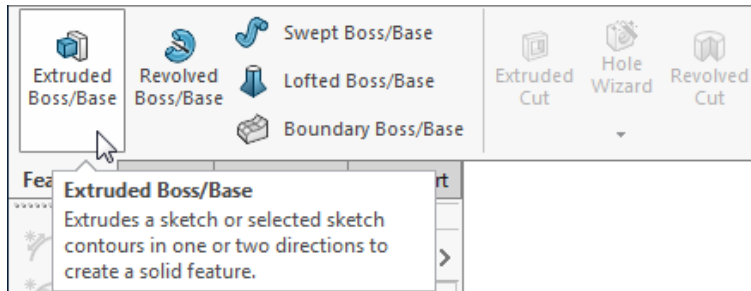 Extruded
Boss/Base
Revolved
Boss/Base
Swept Boss/Base
Lofted Boss/Base
Boundary Boss/Base
Extruded
Cut
Hole
Wizard
Revolved
Cut
Fea
rt
Extruded Boss/Base
Extrudes a sketch or selected sketch
contours in one or two directions to
create a solid feature.